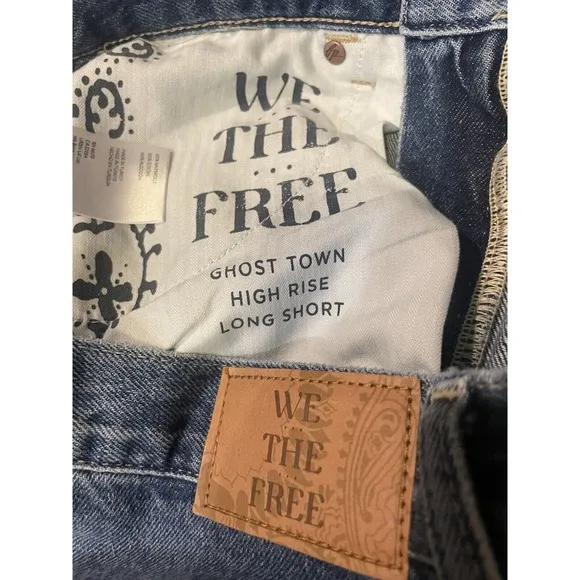 WE
THE
...
FREE
GHOST TOWN
HIGH RISE
LONG SHORT
WE
THE
...
FREE